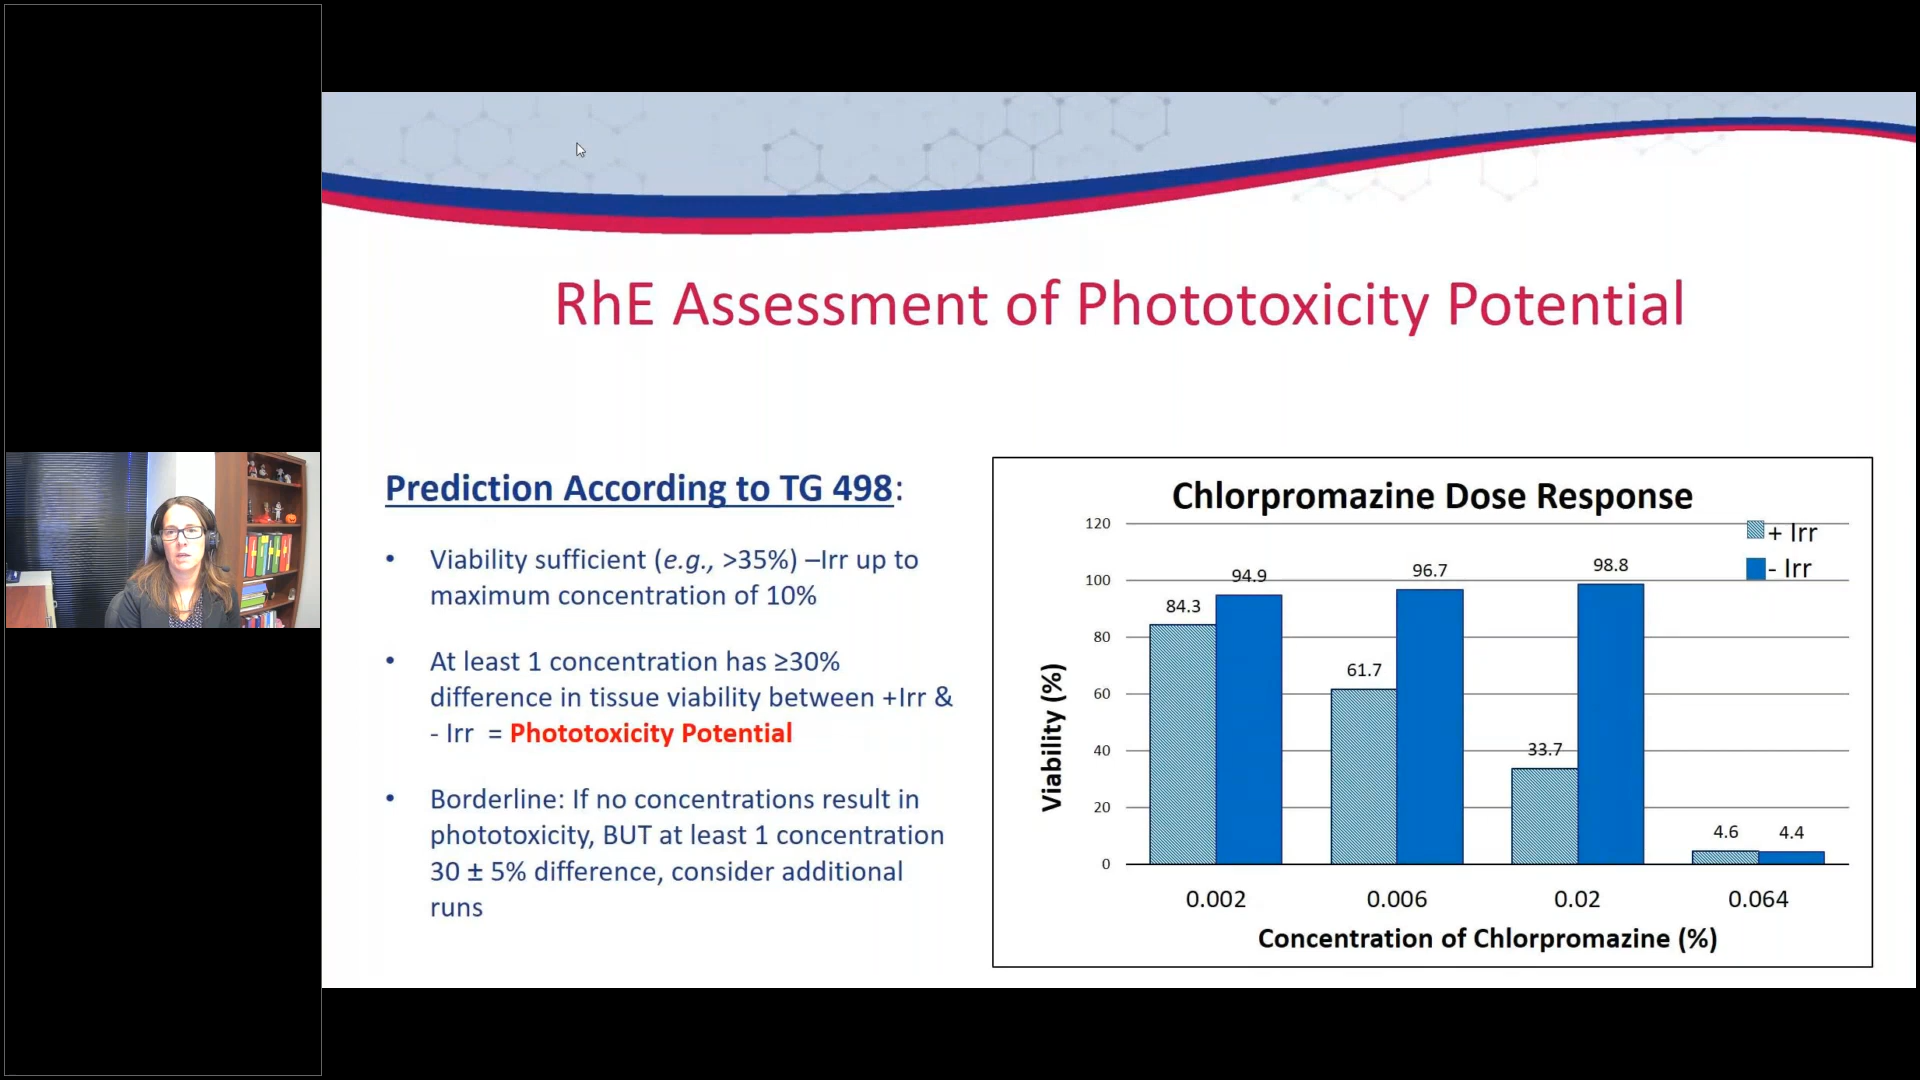 RhE Assessment of Phototoxicity Potential
Prediction According to TG 498:
• Viability sufficient (e.g., >35%) –Irr up to
maximum concentration of 10%
• At least 1 concentration has ≥30%
difference in tissue viability between +Irr &
- Irr = Phototoxicity Potential
• Borderline: If no concentrations result in
phototoxicity, BUT at least 1 concentration
30 ± 5% difference, consider additional
runs
Chlorpromazine Dose Response
+ Irr
- Irr
Viability (%)
120
100
80
60
40
20
0
84.3
94.9
61.7
96.7
33.7
98.8
4.6
4.4
0.002
0.006
0.02
0.064
Concentration of Chlorpromazine (%)